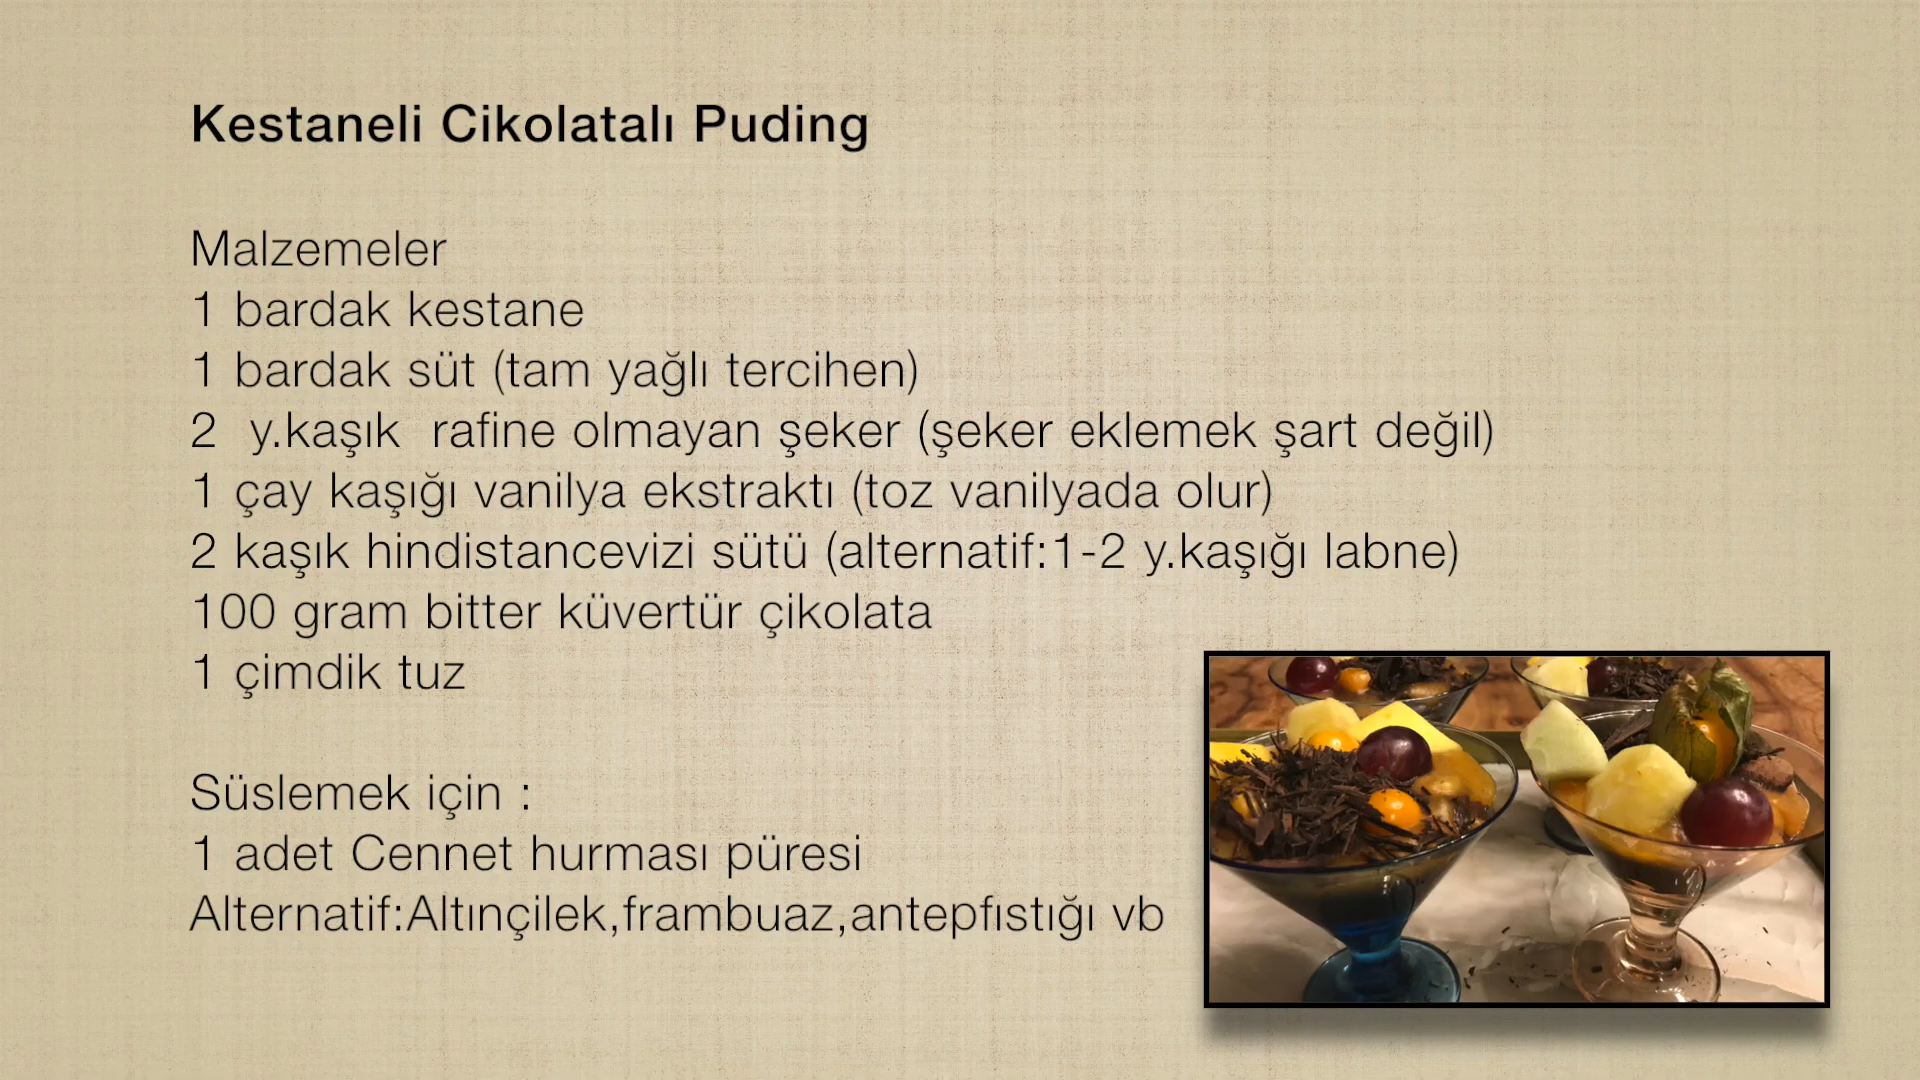 Kestaneli Cikolatalı Puding
Malzemeler
1 bardak kestane
1 bardak süt (tam yağlı tercihen)
2  y.kaşık  rafine olmayan şeker (şeker eklemek şart değil)
1 çay kaşığı vanilya ekstraktı (toz vanilyada olur)
2 kaşık hindistancevizi sütü (alternatif:1-2 y.kaşığı labne)
100 gram bitter küvertür çikolata
1 çimdik tuz
Süslemek için :
1 adet Cennet hurması püresi
Alternatif:Altınçilek,frambuaz,antepfıstığı vb